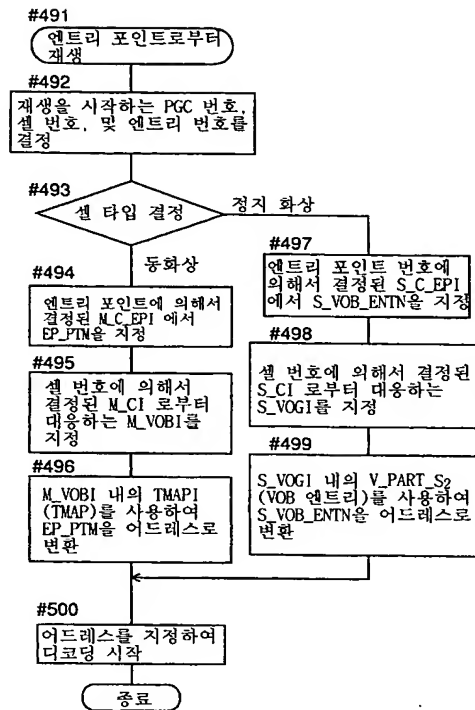 #491
엔트리 포인트로부터
재생
#492
재생을 시작하는 PGC 번호,
셀 번호, 및 엔트리 번호를
결정
#493
셀 타입 결정
정지 화상
동화상
#494
엔트리 포인트에 의해서
결정된 M_C_EPI 에서
EP_PTM을 지정
#495
셀 번호에 의해서
결정된 M_CI 로부터
대응하는 M_VOBI를
지정
#496
M_VOBI 내의 TMAPI
(TMAP)를 사용하여
EP_PTM을 어드레스로
변환
#497
엔트리 포인트 번호에
의해서 결정된 S_C_EPI
에서 S_VOB_ENTN을 지정
#498
셀 번호에 의해서 결정된
S_CI 로부터 대응하는
S_VOGI를 지정
#499
S_VOGI 내의 V_PART_S2
(VOB 엔트리)를 사용하여
S_VOB_ENTN을 어드레스로
변환
#500
어드레스를 지정하여
디코딩 시작
종료